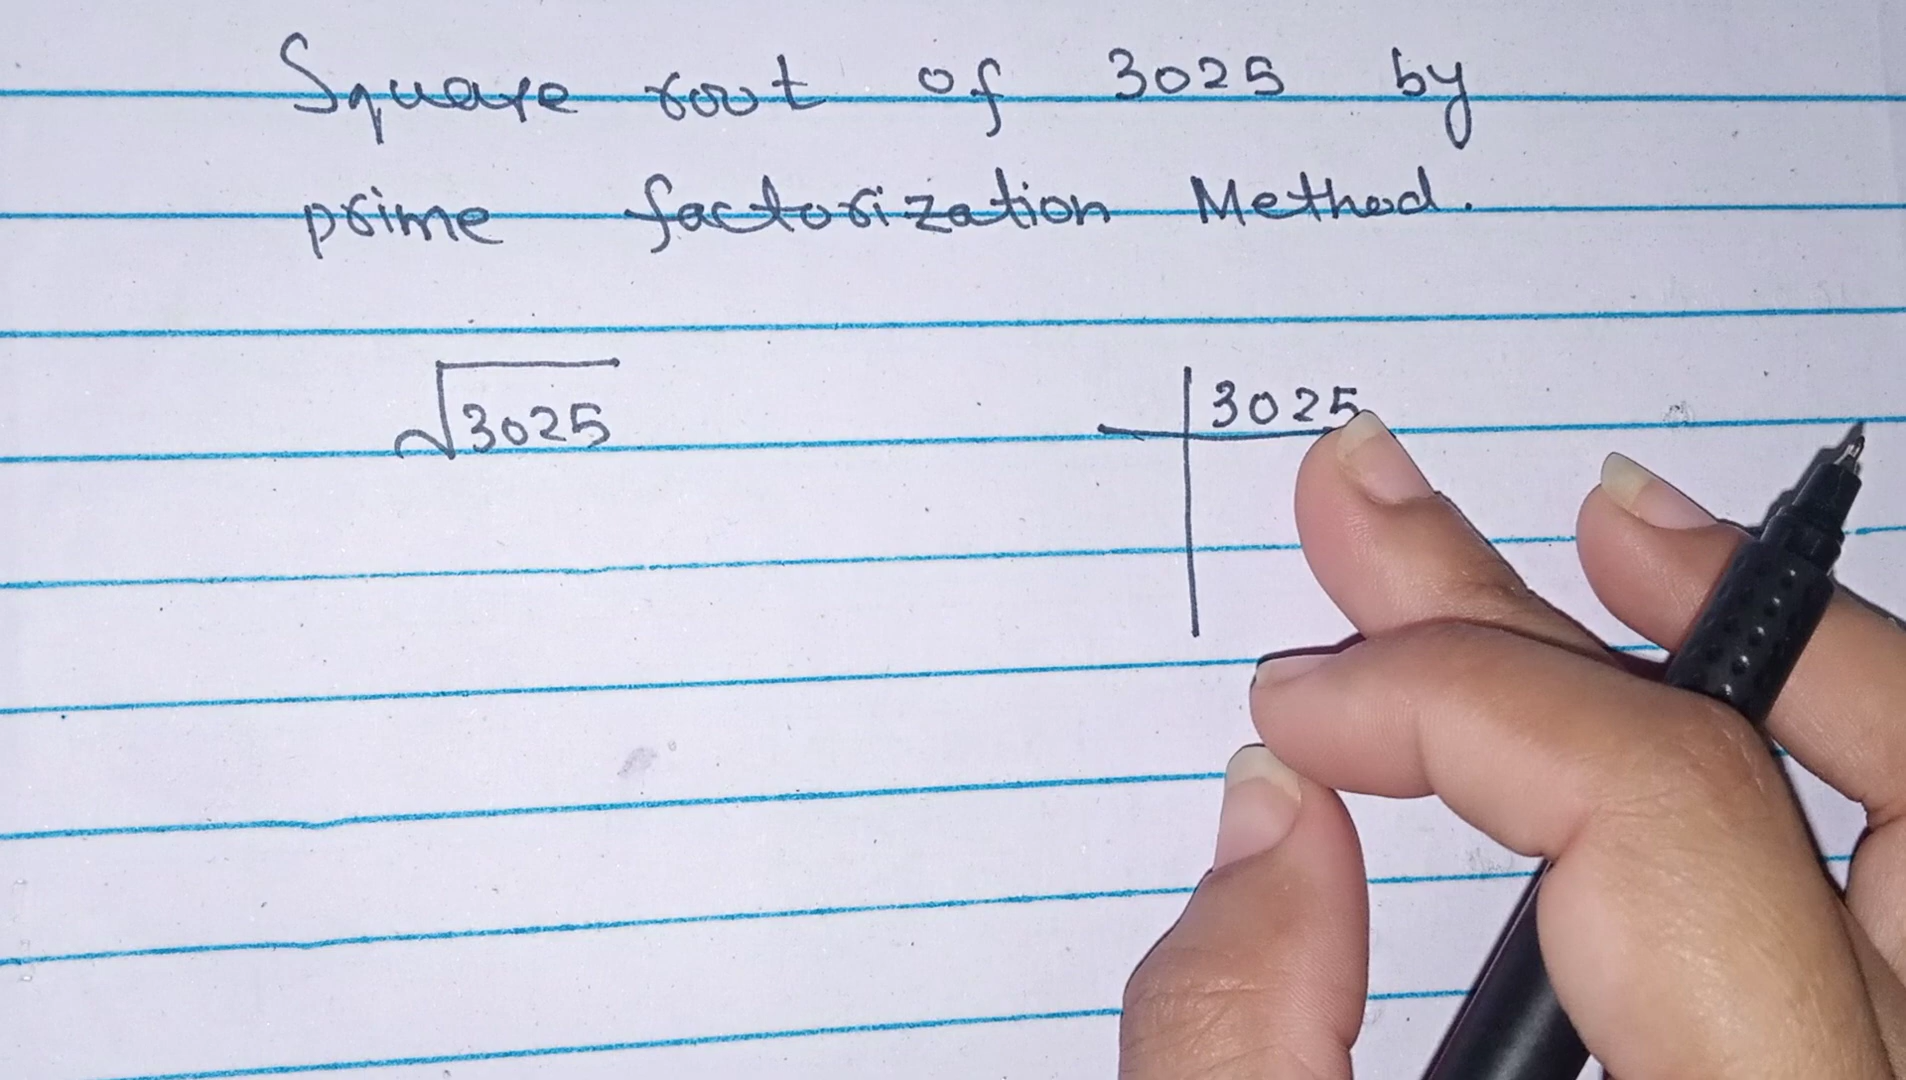 Square root of 3025 by
prime factorization Method.
√3025
3025